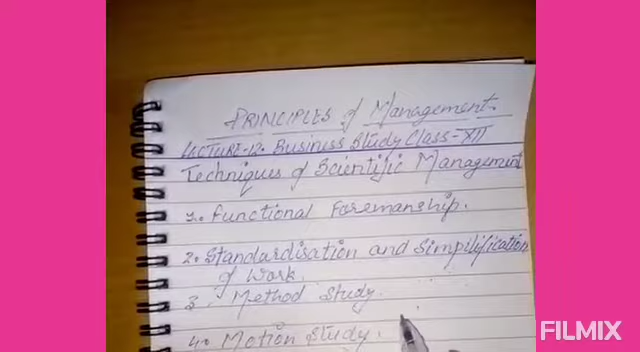 PRINCIPLES of Management.
LECTURE-12. Business Study Class-XII
Techniques of Scientific Management
1. Functional Foremanship.
2. Standardisation and Simplification
of Work.
3. Method Study.
4. Motion Study.
FILMIX